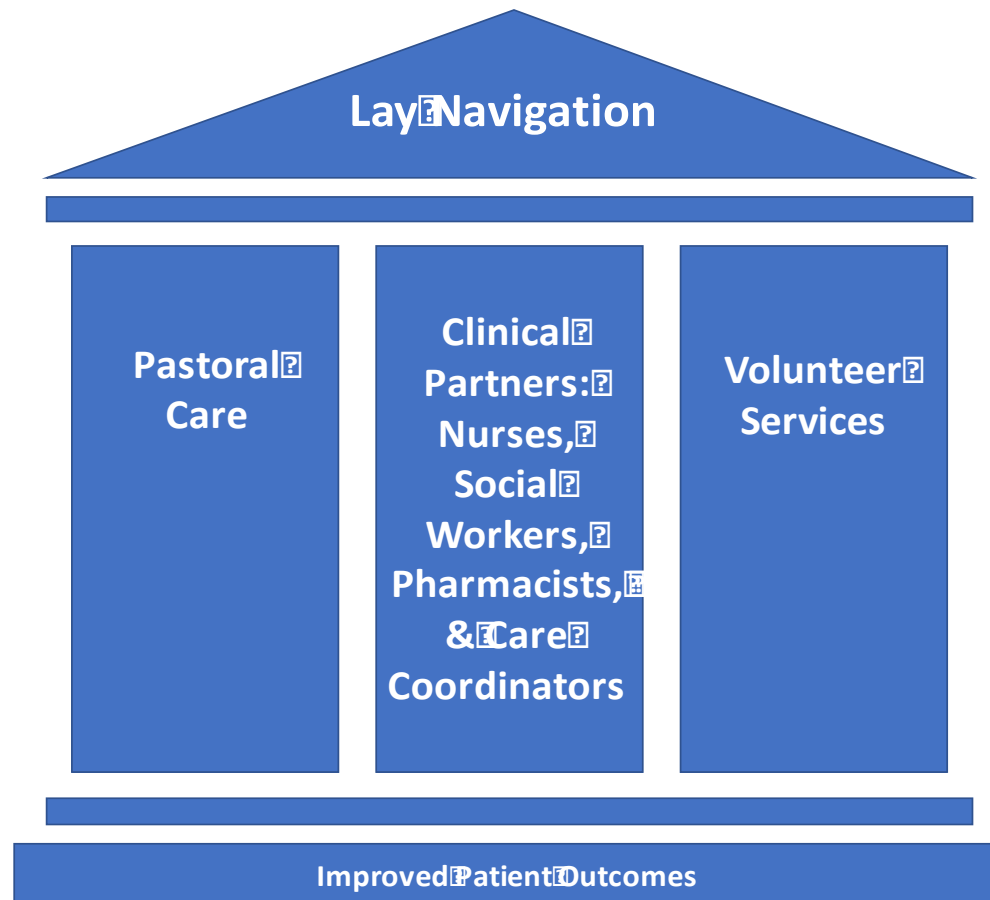 Lay Navigation
Pastoral
Care
Clinical
Partners:
Nurses,
Social
Workers,
Pharmacists,
& Care
Coordinators
Volunteer
Services
Improved Patient Outcomes